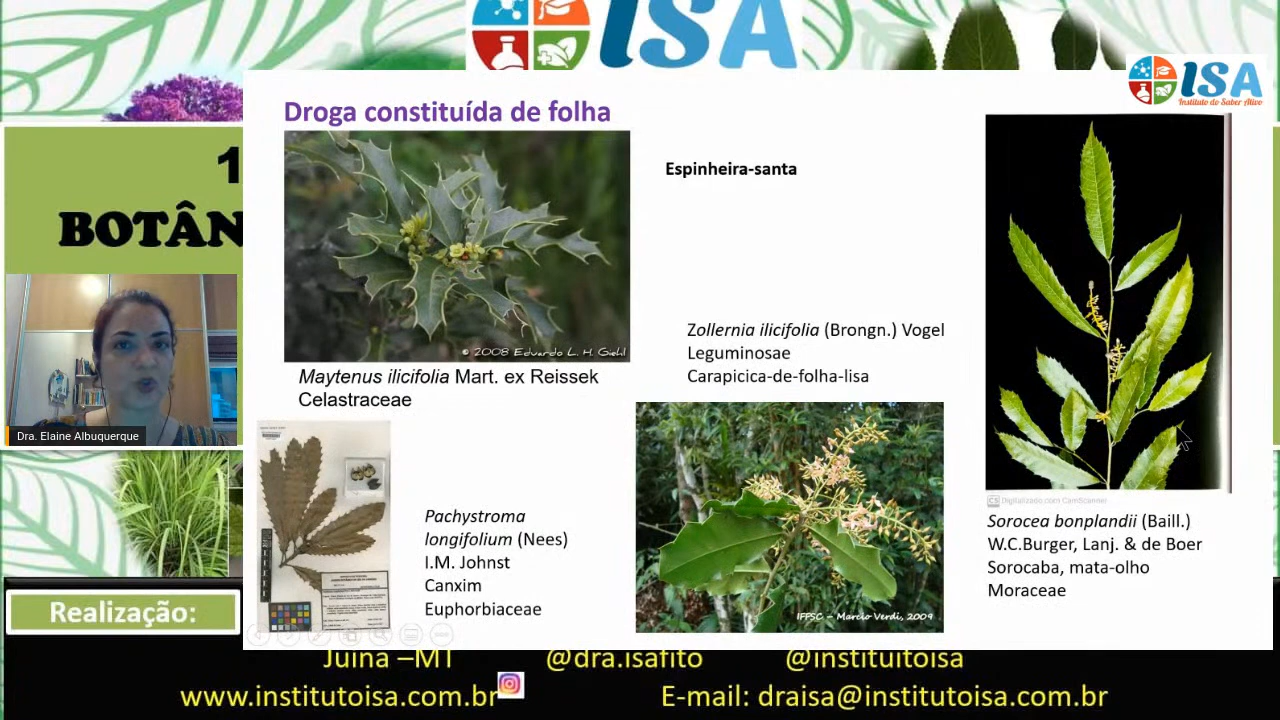 ISA
ISA
Instituto do Saber Ativo
Droga constituída de folha
Espinheira-santa
1
BOTÂN
© 2008 Eduardo L. H. Giehl
Zollernia ilicifolia (Brongn.) Vogel
Leguminosae
Carapicica-de-folha-lisa
Maytenus ilicifolia Mart. ex Reissek
Celastraceae
Dra. Elaine Albuquerque
CS Digitalizado com CamScanner
Pachystroma
longifolium (Nees)
I.M. Johnst
Canxim
Euphorbiaceae
Sorocea bonplandii (Baill.)
W.C.Burger, Lanj. & de Boer
Sorocaba, mata-olho
Moraceae
IFFSC – Marcio Verdi, 2009
Realização:
Juína –MT @dra.isafito @instituitoisa
www.institutoisa.com.br E-mail: draisa@institutoisa.com.br